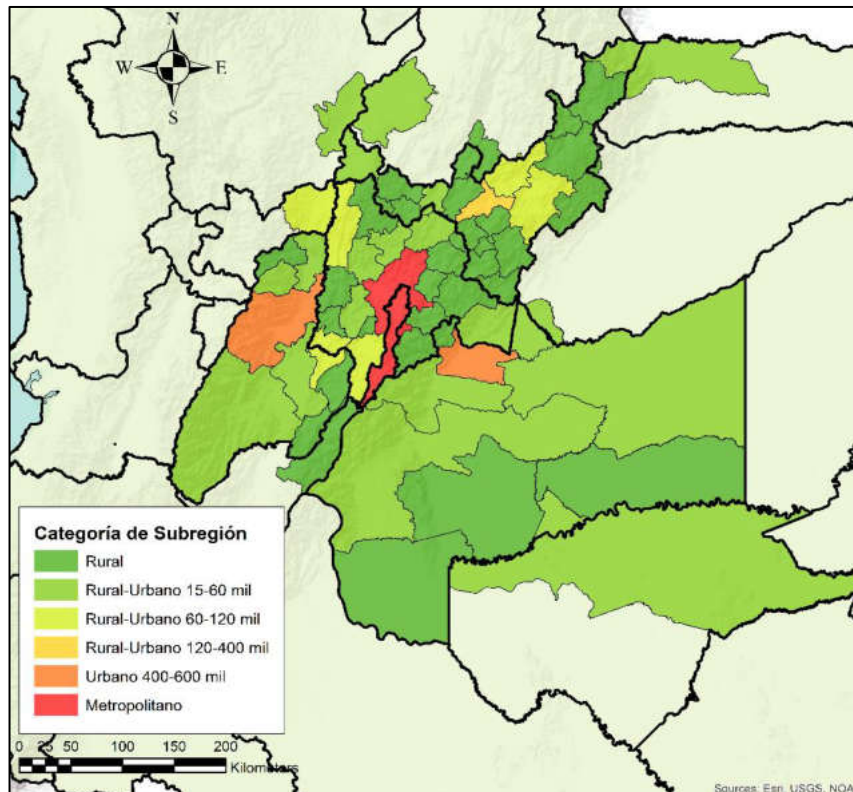 N
W E
S
Categoría de Subregión
Rural
Rural-Urbano 15-60 mil
Rural-Urbano 60-120 mil
Rural-Urbano 120-400 mil
Urbano 400-600 mil
Metropolitano
0 25 50 100 150 200
Kilometers
Sources: Esri, USGS, NOA